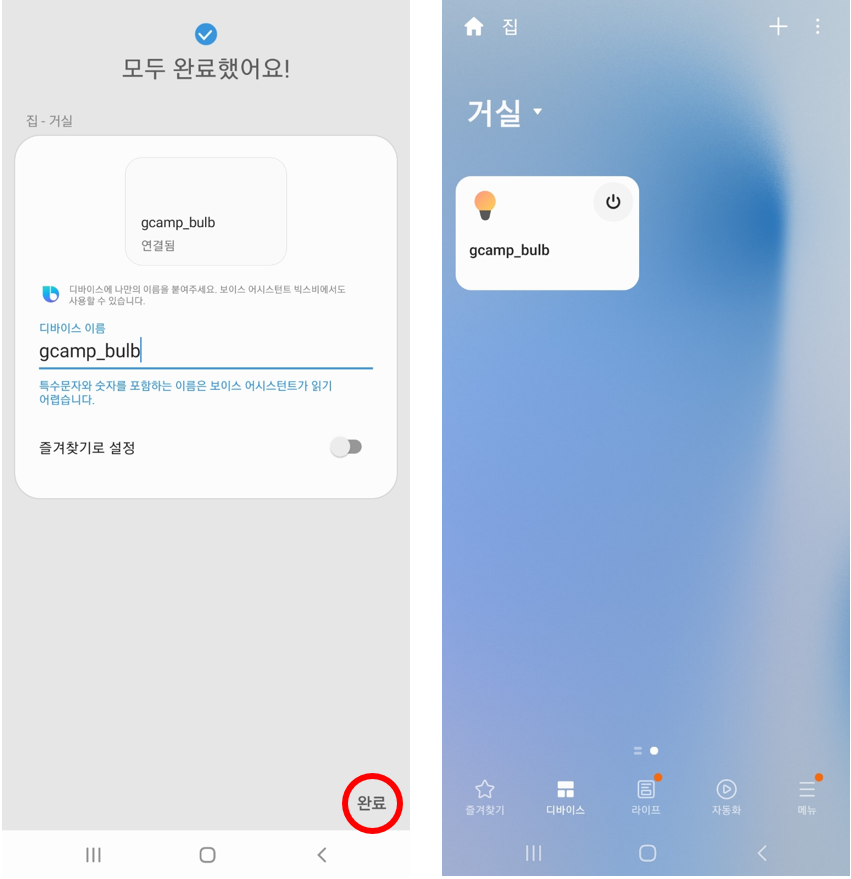 모두 완료했어요!
집 - 거실
gcamp_bulb
연결됨
디바이스에 나만의 이름을 붙여주세요. 보이스 어시스턴트 빅스비에서도
사용할 수 있습니다.
디바이스 이름
gcamp_bulb
특수문자와 숫자를 포함하는 이름은 보이스 어시스턴트가 읽기
어렵습니다.
즐겨찾기로 설정
완료
집
거실
gcamp_bulb
즐겨찾기
디바이스
라이프
자동화
메뉴